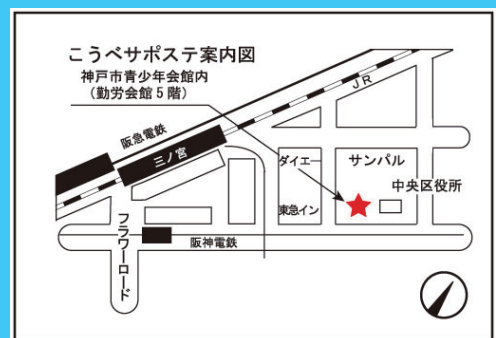 こうべサポステ案内図
神戸市青少年会館内
(勤労会館5階)
JR
阪急電鉄
三ノ宮
ダイエー
サンパル
中央区役所
東急イン
フラワーロード
阪神電鉄